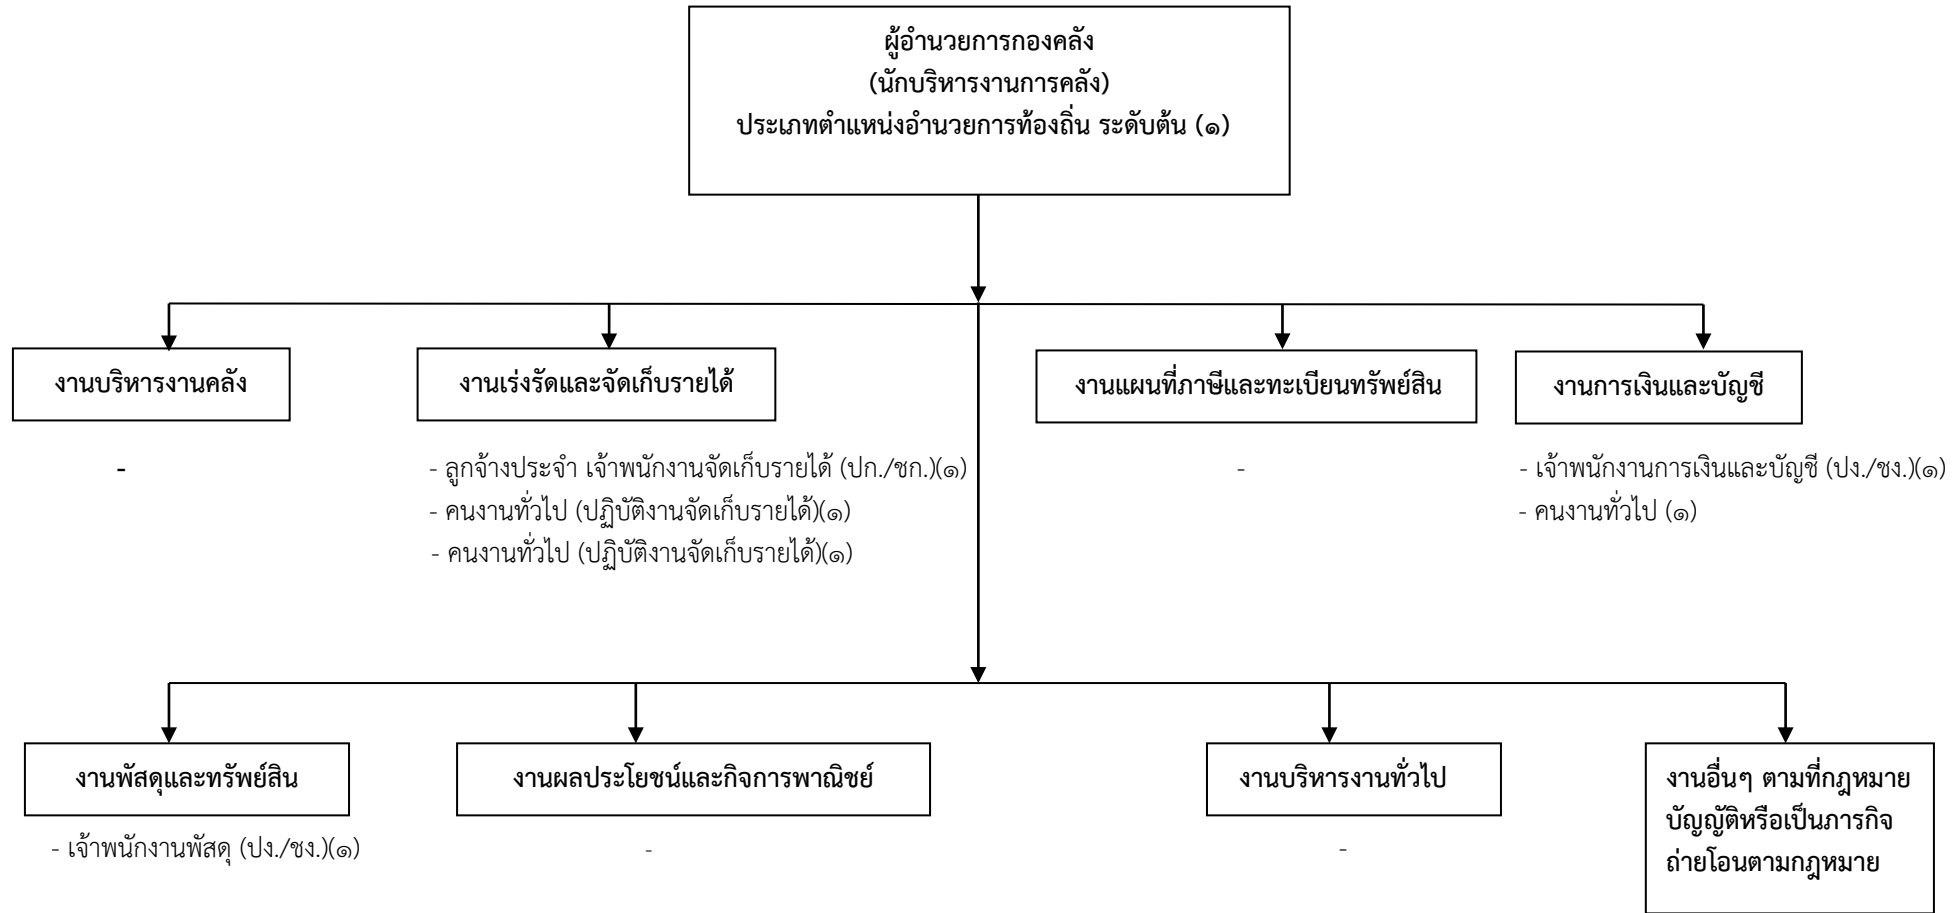 ผู้อำนวยการกองคลัง
(นักบริหารงานการคลัง)
ประเภทตำแหน่งอำนวยการท้องถิ่น ระดับต้น (๑)
งานบริหารงานคลัง
-
งานเร่งรัดและจัดเก็บรายได้
- ลูกจ้างประจำ เจ้าพนักงานจัดเก็บรายได้ (ปก./ชก.)(๑)
- คนงานทั่วไป (ปฏิบัติงานจัดเก็บรายได้)(๑)
- คนงานทั่วไป (ปฏิบัติงานจัดเก็บรายได้)(๑)
งานแผนที่ภาษีและทะเบียนทรัพย์สิน
-
งานการเงินและบัญชี
- เจ้าพนักงานการเงินและบัญชี (ปง./ชง.)(๑)
- คนงานทั่วไป (๑)
งานพัสดุและทรัพย์สิน
- เจ้าพนักงานพัสดุ (ปง./ชง.)(๑)
งานผลประโยชน์และกิจการพาณิชย์
-
งานบริหารงานทั่วไป
-
งานอื่นๆ ตามที่กฎหมาย
บัญญัติหรือเป็นภารกิจ
ถ่ายโอนตามกฎหมาย